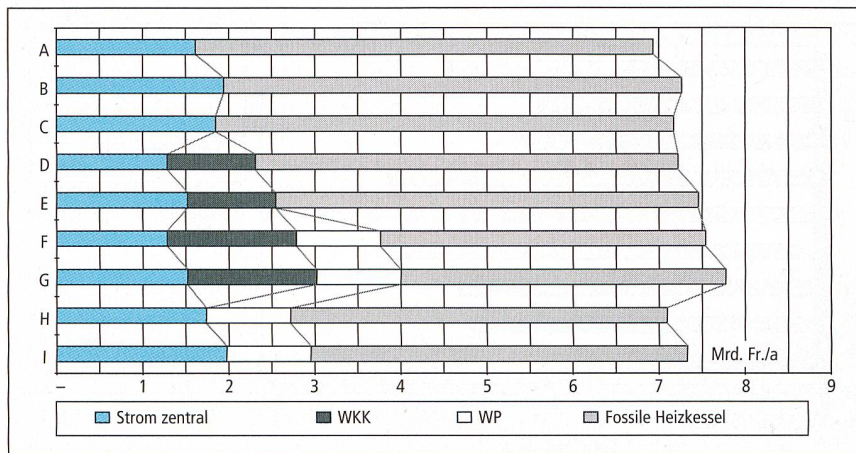 A
B
C
D
E
F
G
H
I
Mrd. Fr./a
– 1 2 3 4 5 6 7 8 9
Strom zentral WKK WP Fossile Heizkessel